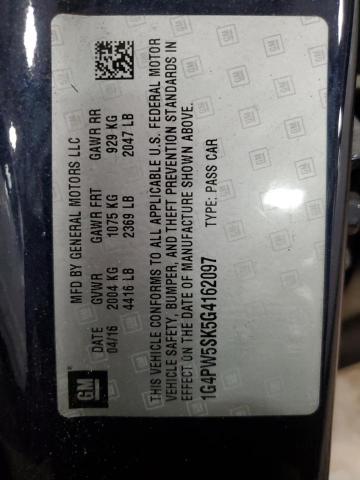 MFD BY GENERAL MOTORS LLC
DATE GVWR GAWR FRT GAWR RR
04/16 2004 KG 1075 KG 929 KG
4416 LB 2369 LB 2047 LB
GM
THIS VEHICLE CONFORMS TO ALL APPLICABLE U.S. FEDERAL MOTOR
VEHICLE SAFETY, BUMPER, AND THEFT PREVENTION STANDARDS IN
EFFECT ON THE DATE OF MANUFACTURE SHOWN ABOVE.
1G4PW5SK5G4162097 TYPE: PASS CAR